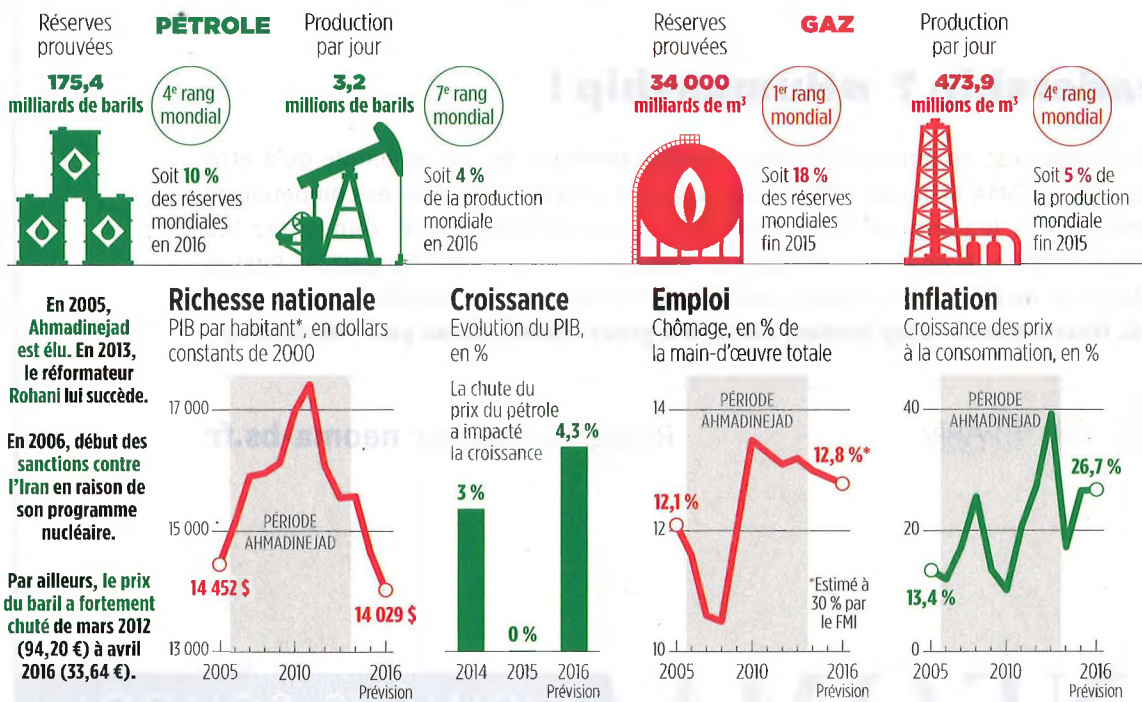 PÉTROLE
Réserves
prouvées
175,4
milliards de barils
4e rang
mondial
Soit 10 %
des réserves
mondiales
en 2016
Production
par jour
3,2
millions de barils
7e rang
mondial
Soit 4 %
de la production
mondiale
en 2016
GAZ
Réserves
prouvées
34 000
milliards de m³
1er rang
mondial
Soit 18 %
des réserves
mondiales
fin 2015
Production
par jour
473,9
millions de m³
4e rang
mondial
Soit 5 % de
la production
mondiale
fin 2015
En 2005,
Ahmadinejad
est élu. En 2013,
le réformateur
Rohani lui succède.
En 2006, début des
sanctions contre
l'Iran en raison de
son programme
nucléaire.
Par ailleurs, le prix
du baril a fortement
chuté de mars 2012
(94,20 €) à avril
2016 (33,64 €).
Richesse nationale
PIB par habitant*, en dollars
constants de 2000
17 000
15 000
13 000
PÉRIODE
AHMADINEJAD
14 452 $
14 029 $
2005
2010
2016
Prévision
Croissance
Evolution du PIB,
en %
La chute du
prix du pétrole
a impacté
la croissance
3 %
0 %
4,3 %
2014
2015
2016
Prévision
Emploi
Chômage, en % de
la main-d'œuvre totale
14
12
10
PÉRIODE
AHMADINEJAD
12,1 %
12,8 %*
*Estimé à
30 % par
le FMI
2005
2010
2016
Prévision
Inflation
Croissance des prix
à la consommation, en %
40
20
0
PÉRIODE
AHMADINEJAD
13,4 %
26,7 %
2005
2010
2016
Prévision